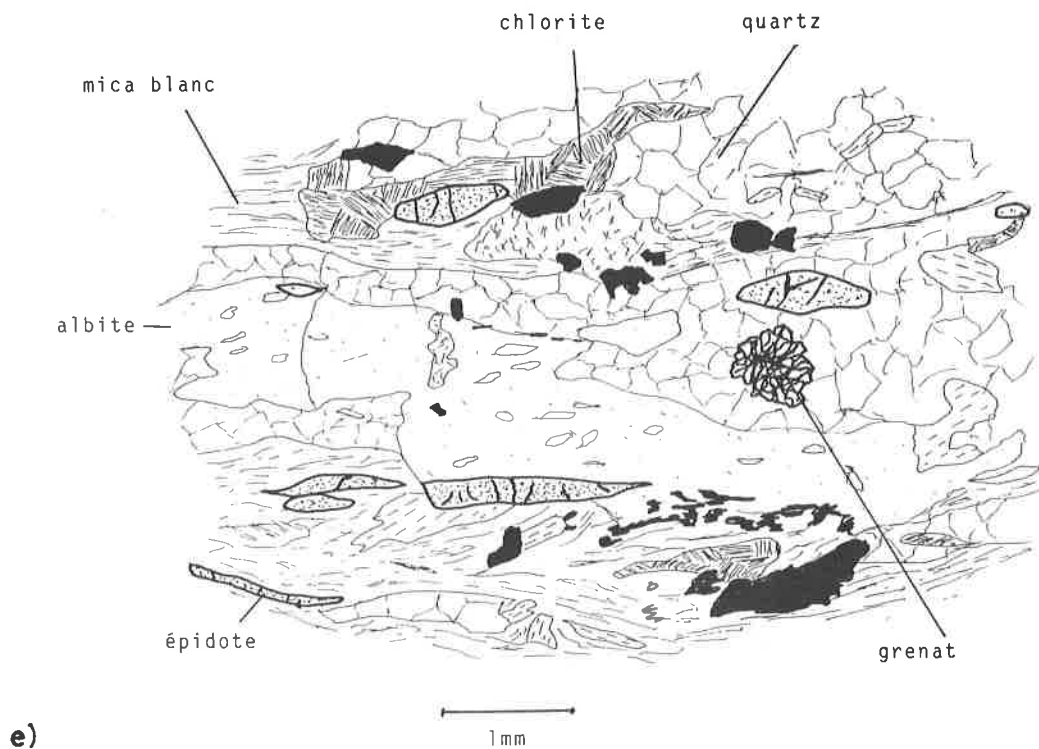 chlorite
quartz
mica blanc
albite
épidote
grenat
1mm
e)